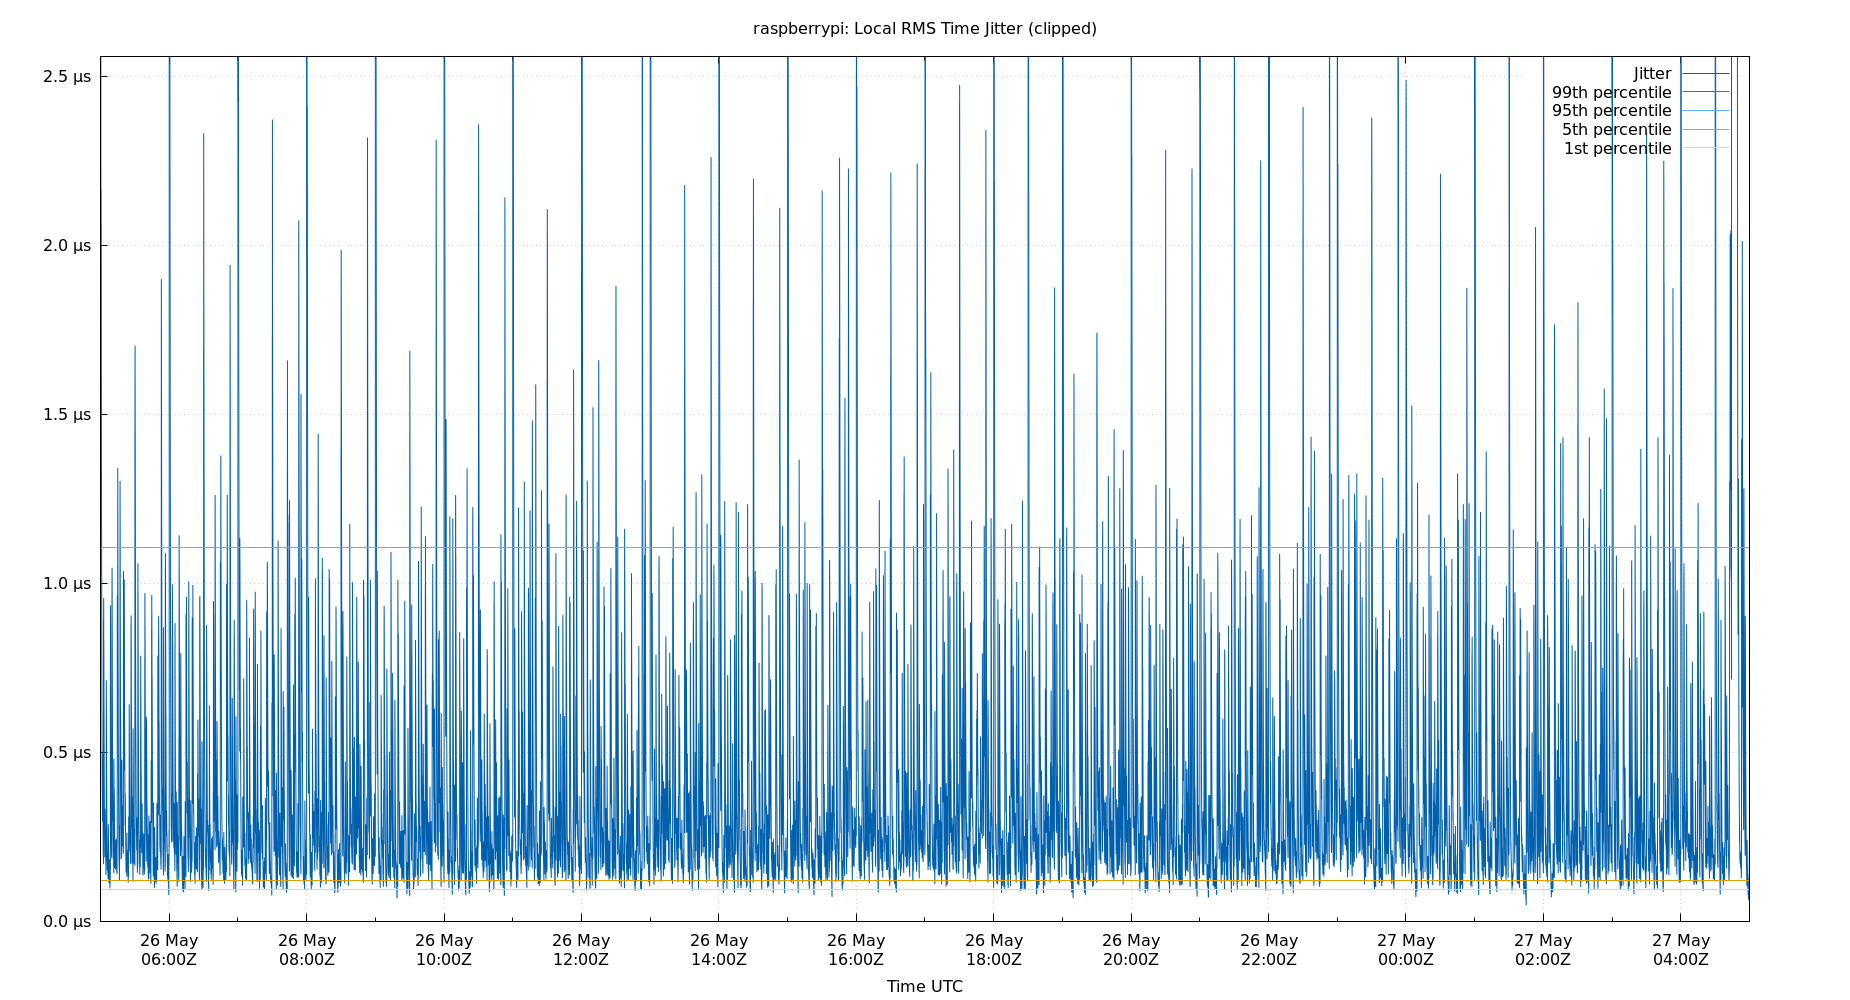 raspberrypi: Local RMS Time Jitter (clipped)
2.5 µs
2.0 µs
1.5 µs
1.0 µs
0.5 µs
0.0 µs
Jitter
99th percentile
95th percentile
5th percentile
1st percentile
26 May 26 May 26 May 26 May 26 May 26 May 26 May 26 May 26 May 27 May 27 May 27 May
06:00Z 08:00Z 10:00Z 12:00Z 14:00Z 16:00Z 18:00Z 20:00Z 22:00Z 00:00Z 02:00Z 04:00Z
Time UTC